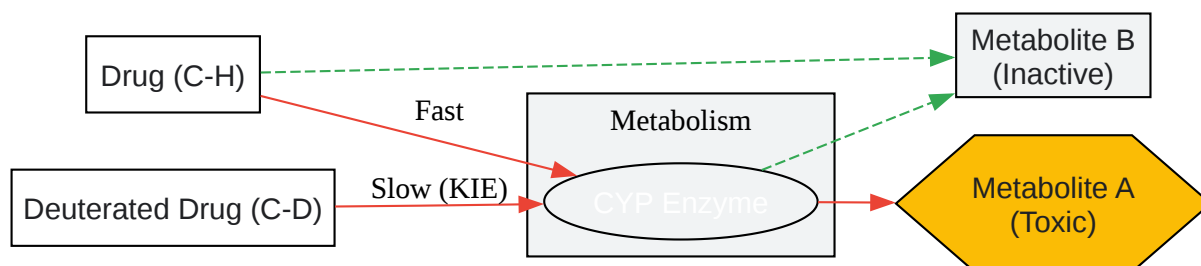 Drug (C-H)
Deuterated Drug (C-D)
Fast
Slow (KIE)
Metabolism
CYP Enzyme
Metabolite B
(Inactive)
Metabolite A
(Toxic)